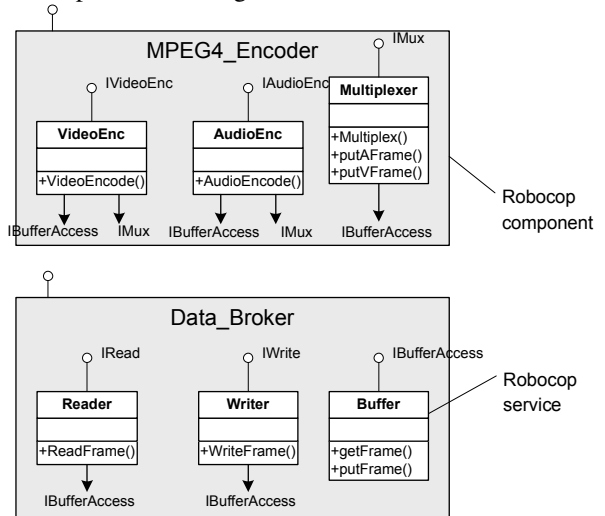 MPEG4_Encoder
IMux
IVideoEnc
IAudioEnc
Multiplexer
VideoEnc
AudioEnc
+Multiplex()
+putAFrame()
+putVFrame()
+VideoEncode()
+AudioEncode()
IBufferAccess
IMux
IBufferAccess
IMux
IBufferAccess
Robocop
component
Data_Broker
IRead
IWrite
IBufferAccess
Reader
Writer
Buffer
Robocop
service
+ReadFrame()
+WriteFrame()
+getFrame()
+putFrame()
IBufferAccess
IBufferAccess